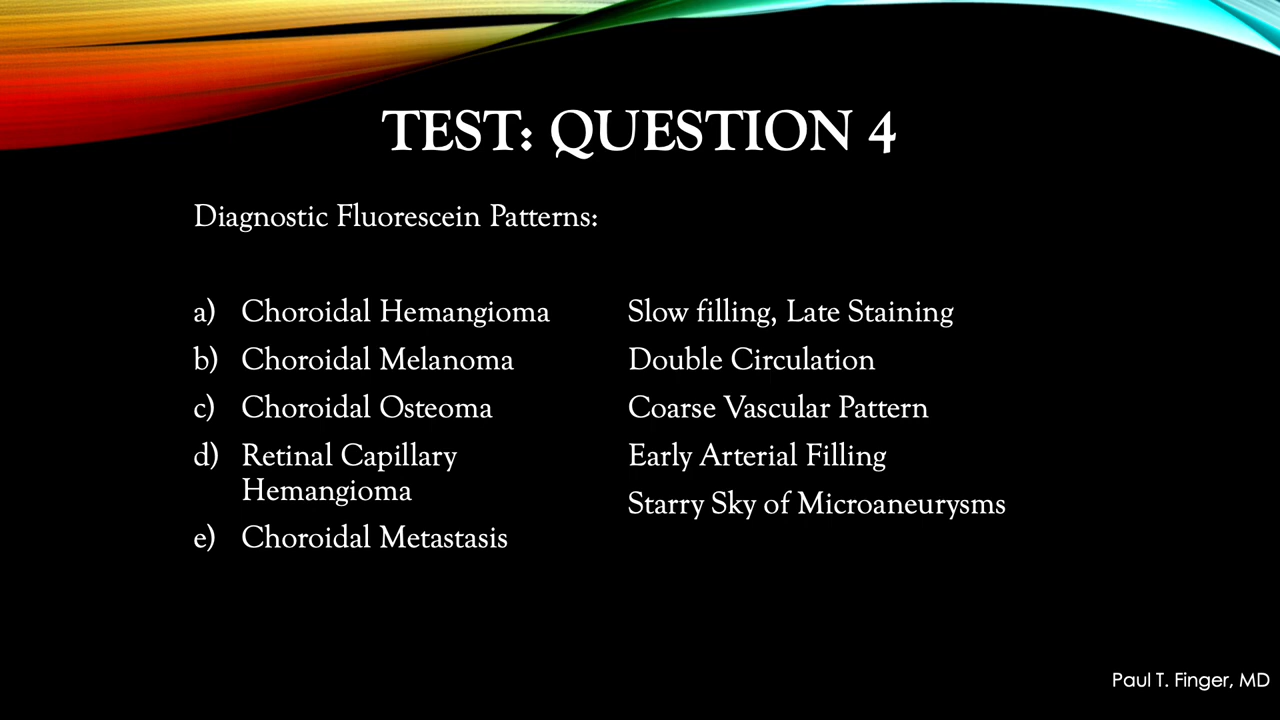 TEST: QUESTION 4
Diagnostic Fluorescein Patterns:
a) Choroidal Hemangioma
b) Choroidal Melanoma
c) Choroidal Osteoma
d) Retinal Capillary
Hemangioma
e) Choroidal Metastasis
Slow filling, Late Staining
Double Circulation
Coarse Vascular Pattern
Early Arterial Filling
Starry Sky of Microaneurysms
Paul T. Finger, MD